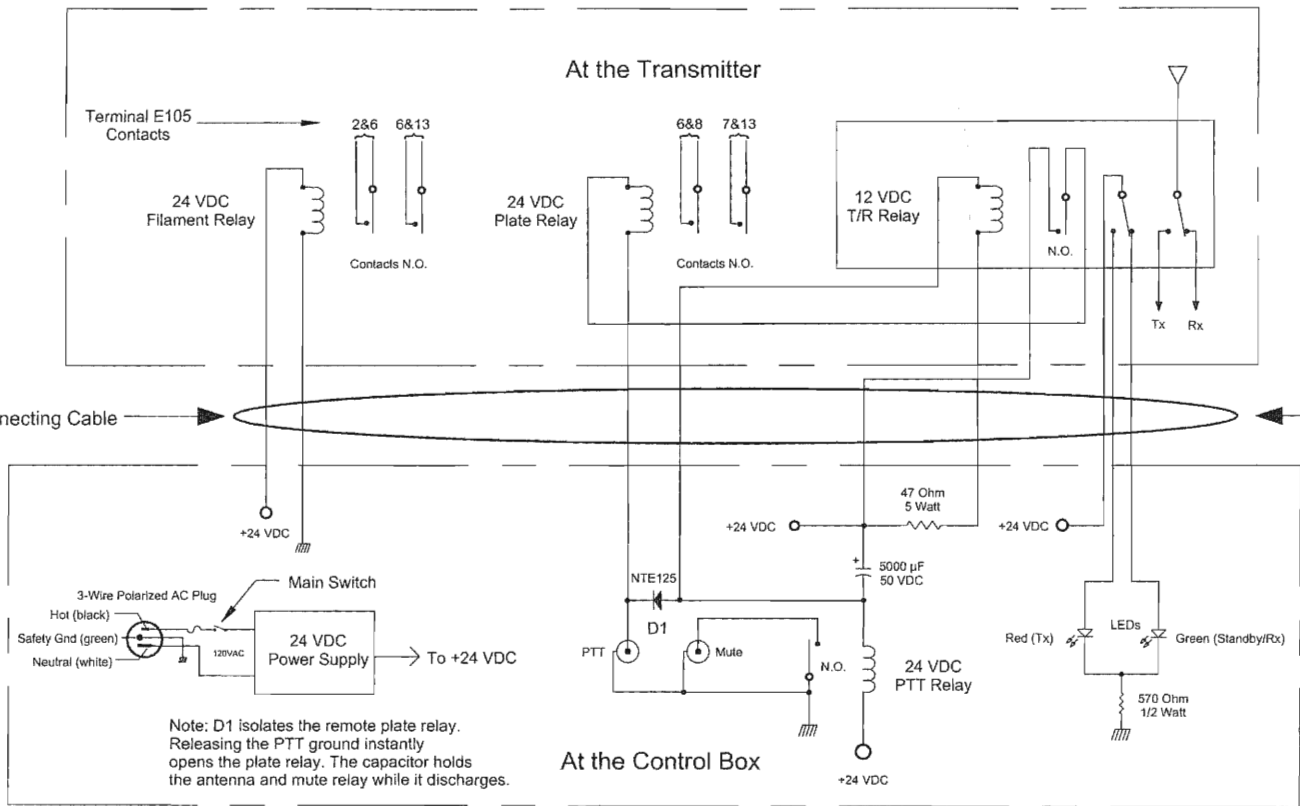 At the Transmitter
Terminal E105
Contacts
2&6
6&13
6&8
7&13
24 VDC
Filament Relay
24 VDC
Plate Relay
12 VDC
T/R Relay
N.O.
Contacts N.O.
Contacts N.O.
Tx
Rx
necting Cable
+24 VDC
+24 VDC
47 Ohm
5 Watt
+24 VDC
+
5000 µF
50 VDC
NTE125
D1
Main Switch
3-Wire Polarized AC Plug
Hot (black)
Safety Gnd (green)
Neutral (white)
120VAC
24 VDC
Power Supply
To +24 VDC
PTT
Mute
N.O.
24 VDC
PTT Relay
Red (Tx)
LEDs
Green (Standby/Rx)
570 Ohm
1/2 Watt
Note: D1 isolates the remote plate relay.
Releasing the PTT ground instantly
opens the plate relay. The capacitor holds
the antenna and mute relay while it discharges.
At the Control Box
+24 VDC